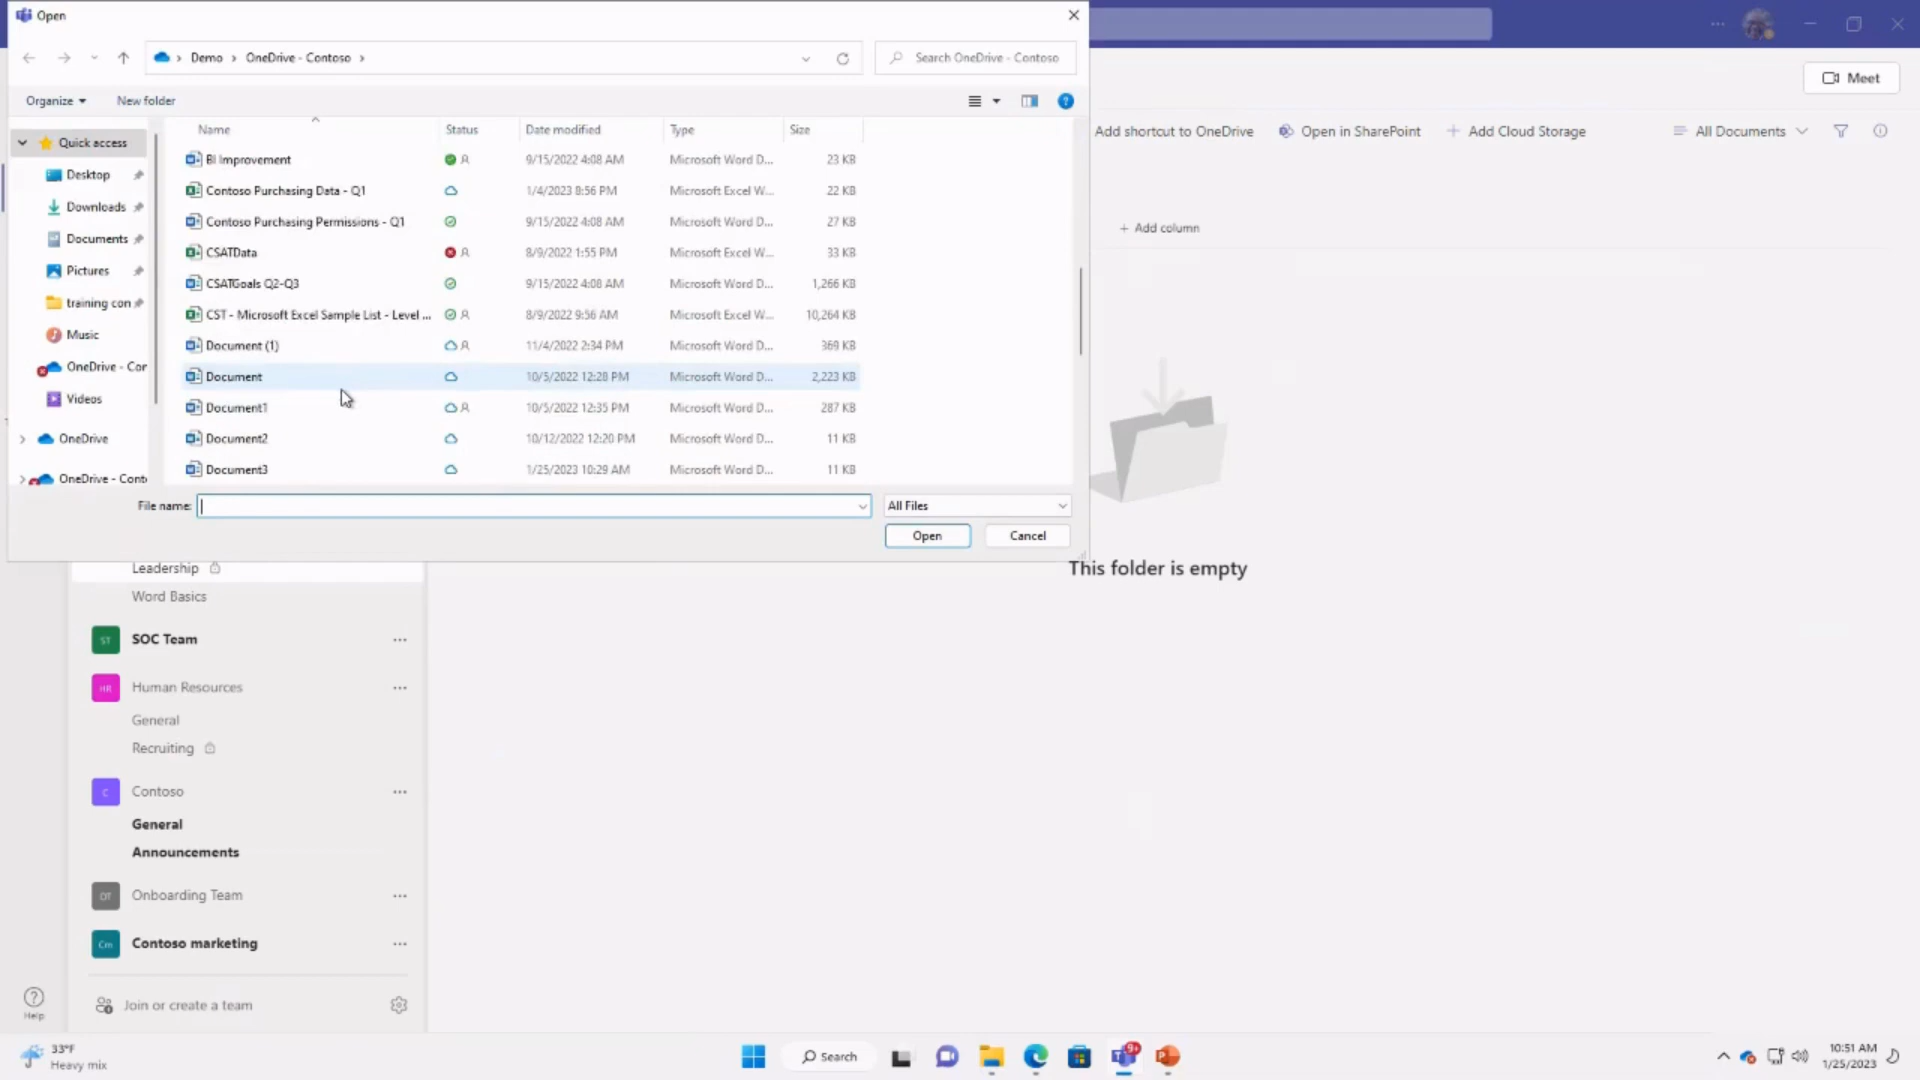 Open
Demo > OneDrive - Contoso >
Search OneDrive - Contoso
Meet
Organize
New folder
Add shortcut to OneDrive
Open in SharePoint
+ Add Cloud Storage
All Documents
Quick access
Desktop
Downloads
Documents
Pictures
training con
Music
OneDrive - Cor
Videos
OneDrive
OneDrive - Cont
Name Status Date modified Type Size
BI Improvement 9/15/2022 4:08 AM Microsoft Word D... 23 KB
Contoso Purchasing Data - Q1 1/4/2023 8:56 PM Microsoft Excel W... 22 KB
Contoso Purchasing Permissions - Q1 9/15/2022 4:08 AM Microsoft Word D... 27 KB
CSATData 8/9/2022 1:55 PM Microsoft Excel W... 33 KB
CSATGoals Q2-Q3 9/15/2022 4:08 AM Microsoft Word D... 1,266 KB
CST - Microsoft Excel Sample List - Level ... 8/9/2022 9:56 AM Microsoft Excel W... 10,264 KB
Document (1) 11/4/2022 2:34 PM Microsoft Word D... 369 KB
Document 10/5/2022 12:28 PM Microsoft Word D... 2,223 KB
Document1 10/5/2022 12:35 PM Microsoft Word D... 287 KB
Document2 10/12/2022 12:20 PM Microsoft Word D... 11 KB
Document3 1/25/2023 10:29 AM Microsoft Word D... 11 KB
File name:
All Files
Open
Cancel
+ Add column
This folder is empty
Leadership
Word Basics
ST SOC Team ...
HR Human Resources ...
General
Recruiting
C Contoso ...
General
Announcements
OT Onboarding Team ...
Cm Contoso marketing ...
Join or create a team
Help
33°F
Heavy mix
Search
9+
10:51 AM
1/25/2023